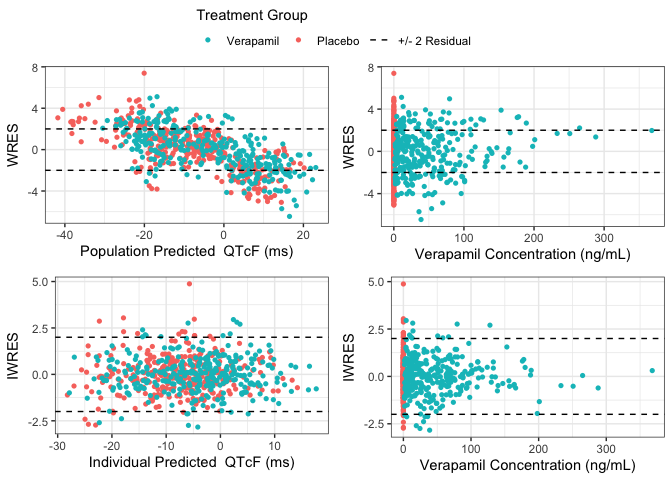 Treatment Group
Verapamil Placebo +/- 2 Residual
8
4
0
-4
WRES
-40 -20 0 20
Population Predicted QTcF (ms)
8
4
0
-4
WRES
0 100 200 300
Verapamil Concentration (ng/mL)
5.0
2.5
0.0
-2.5
IWRES
-30 -20 -10 0 10
Individual Predicted QTcF (ms)
5.0
2.5
0.0
-2.5
IWRES
0 100 200 300
Verapamil Concentration (ng/mL)